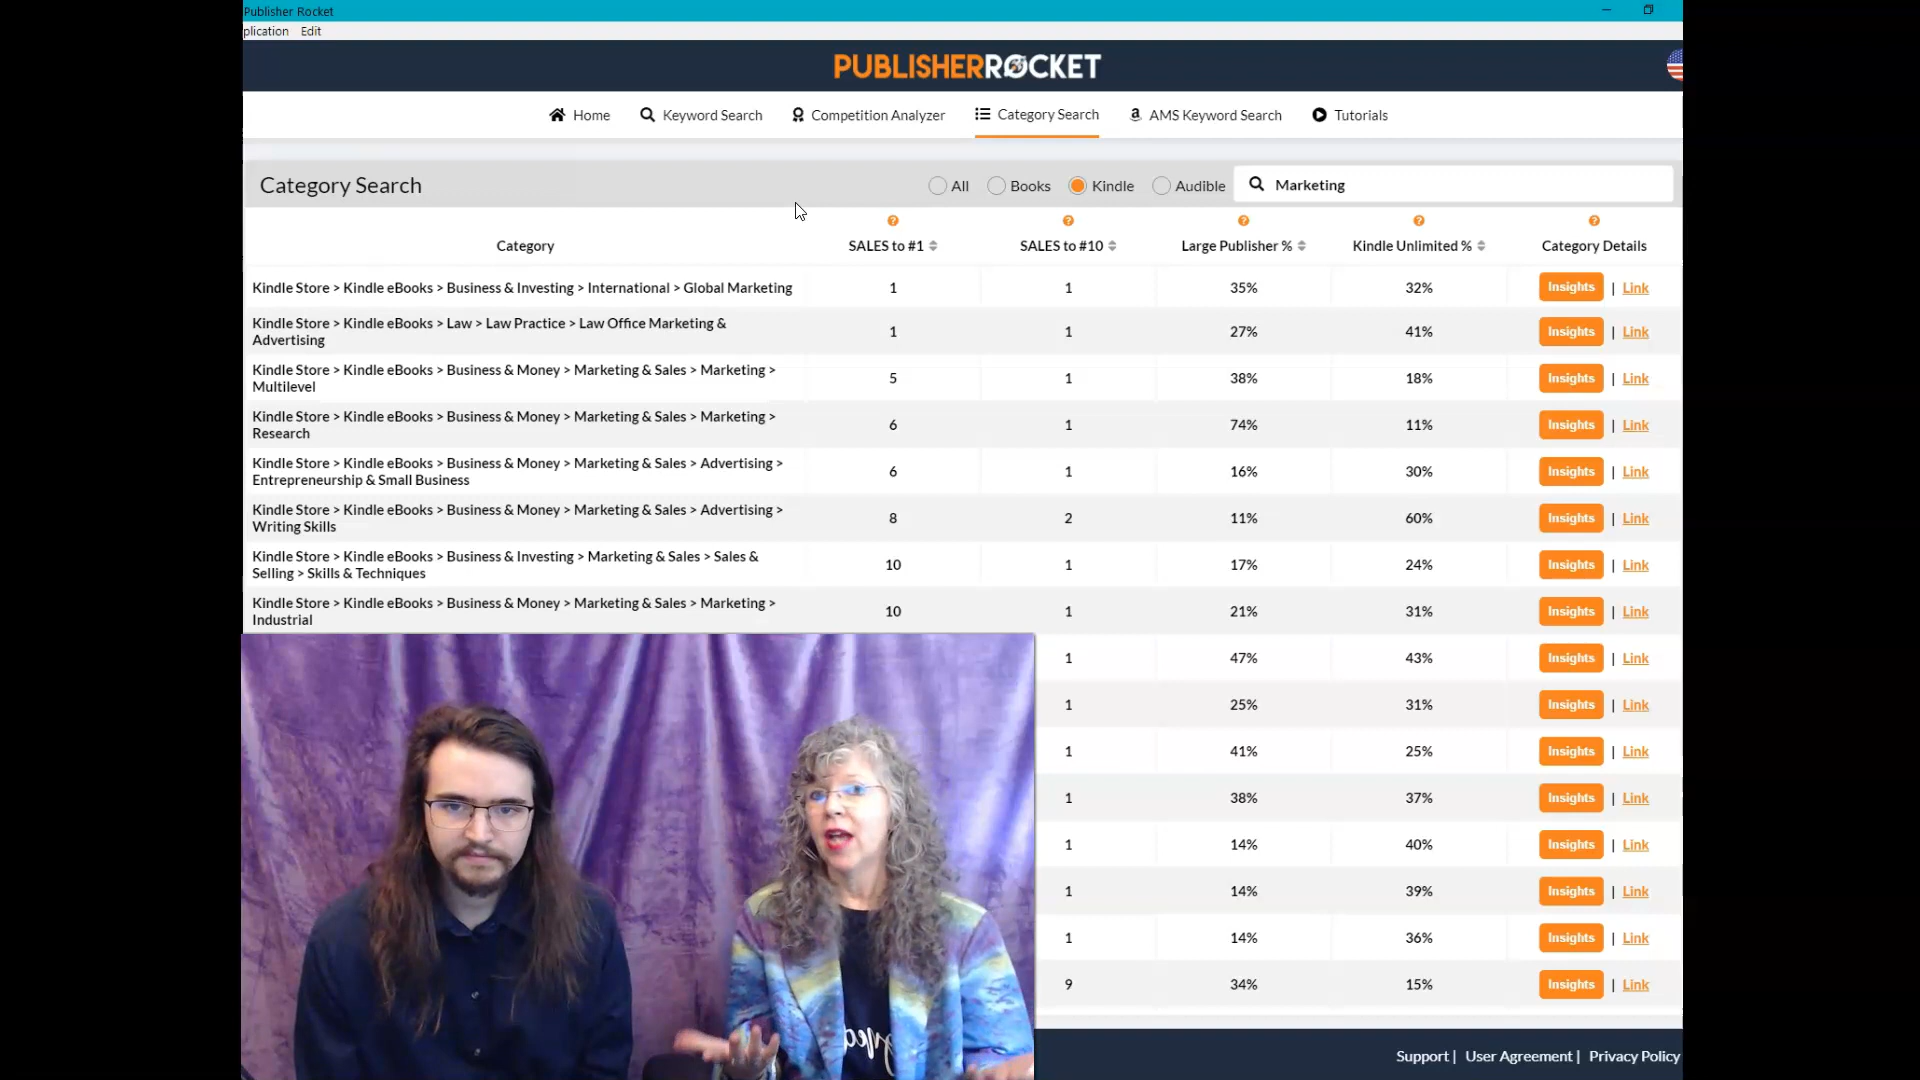 Publisher Rocket
plication Edit
PUBLISHERROCKET
Home Keyword Search Competition Analyzer Category Search AMS Keyword Search Tutorials
Category Search All Books Kindle Audible Marketing
Category SALES to #1 SALES to #10 Large Publisher % Kindle Unlimited % Category Details
Kindle Store > Kindle eBooks > Business & Investing > International > Global Marketing 1 1 35% 32% Insights | Link
Kindle Store > Kindle eBooks > Law > Law Practice > Law Office Marketing &
Advertising 1 1 27% 41% Insights | Link
Kindle Store > Kindle eBooks > Business & Money > Marketing & Sales > Marketing >
Multilevel 5 1 38% 18% Insights | Link
Kindle Store > Kindle eBooks > Business & Money > Marketing & Sales > Marketing >
Research 6 1 74% 11% Insights | Link
Kindle Store > Kindle eBooks > Business & Money > Marketing & Sales > Advertising >
Entrepreneurship & Small Business 6 1 16% 30% Insights | Link
Kindle Store > Kindle eBooks > Business & Money > Marketing & Sales > Advertising >
Writing Skills 8 2 11% 60% Insights | Link
Kindle Store > Kindle eBooks > Business & Investing > Marketing & Sales > Sales &
Selling > Skills & Techniques 10 1 17% 24% Insights | Link
Kindle Store > Kindle eBooks > Business & Money > Marketing & Sales > Marketing >
Industrial 10 1 21% 31% Insights | Link
1 47% 43% Insights | Link
1 25% 31% Insights | Link
1 41% 25% Insights | Link
1 38% 37% Insights | Link
1 14% 40% Insights | Link
1 14% 39% Insights | Link
1 14% 36% Insights | Link
9 34% 15% Insights | Link
Support | User Agreement | Privacy Policy